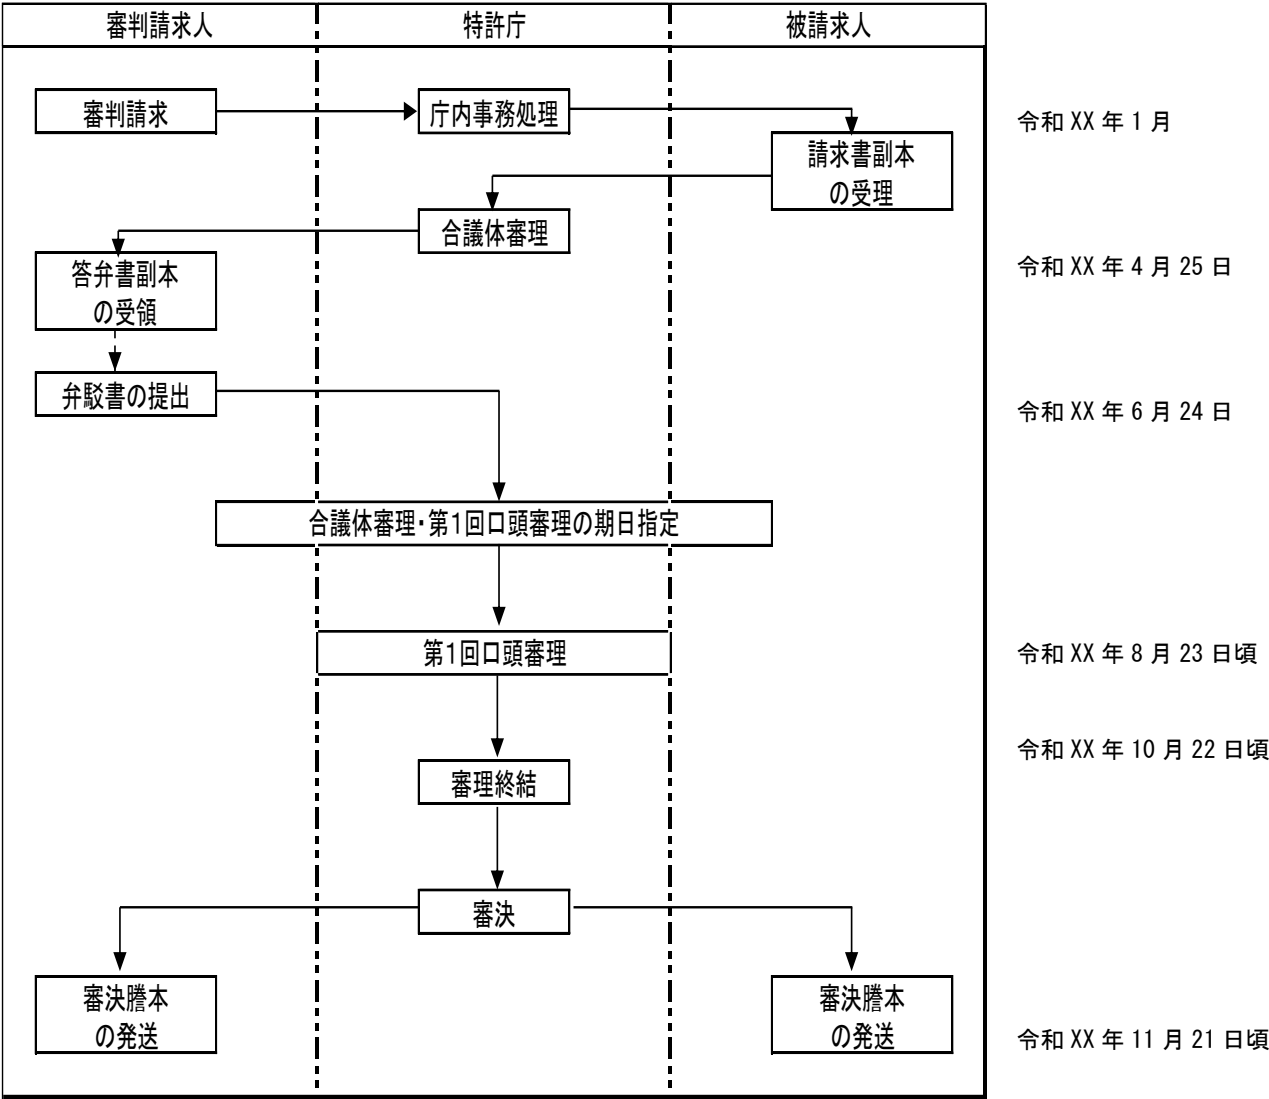 審判請求人
特許庁
被請求人
審判請求
庁内事務処理
令和 XX 年 1 月
請求書副本
の受理
合議体審理
答弁書副本
の受領
令和 XX 年 4 月 25 日
弁駁書の提出
令和 XX 年 6 月 24 日
合議体審理・第1回口頭審理の期日指定
第1回口頭審理
令和 XX 年 8 月 23 日頃
審理終結
令和 XX 年 10 月 22 日頃
審決
審決謄本
の発送
審決謄本
の発送
令和 XX 年 11 月 21 日頃